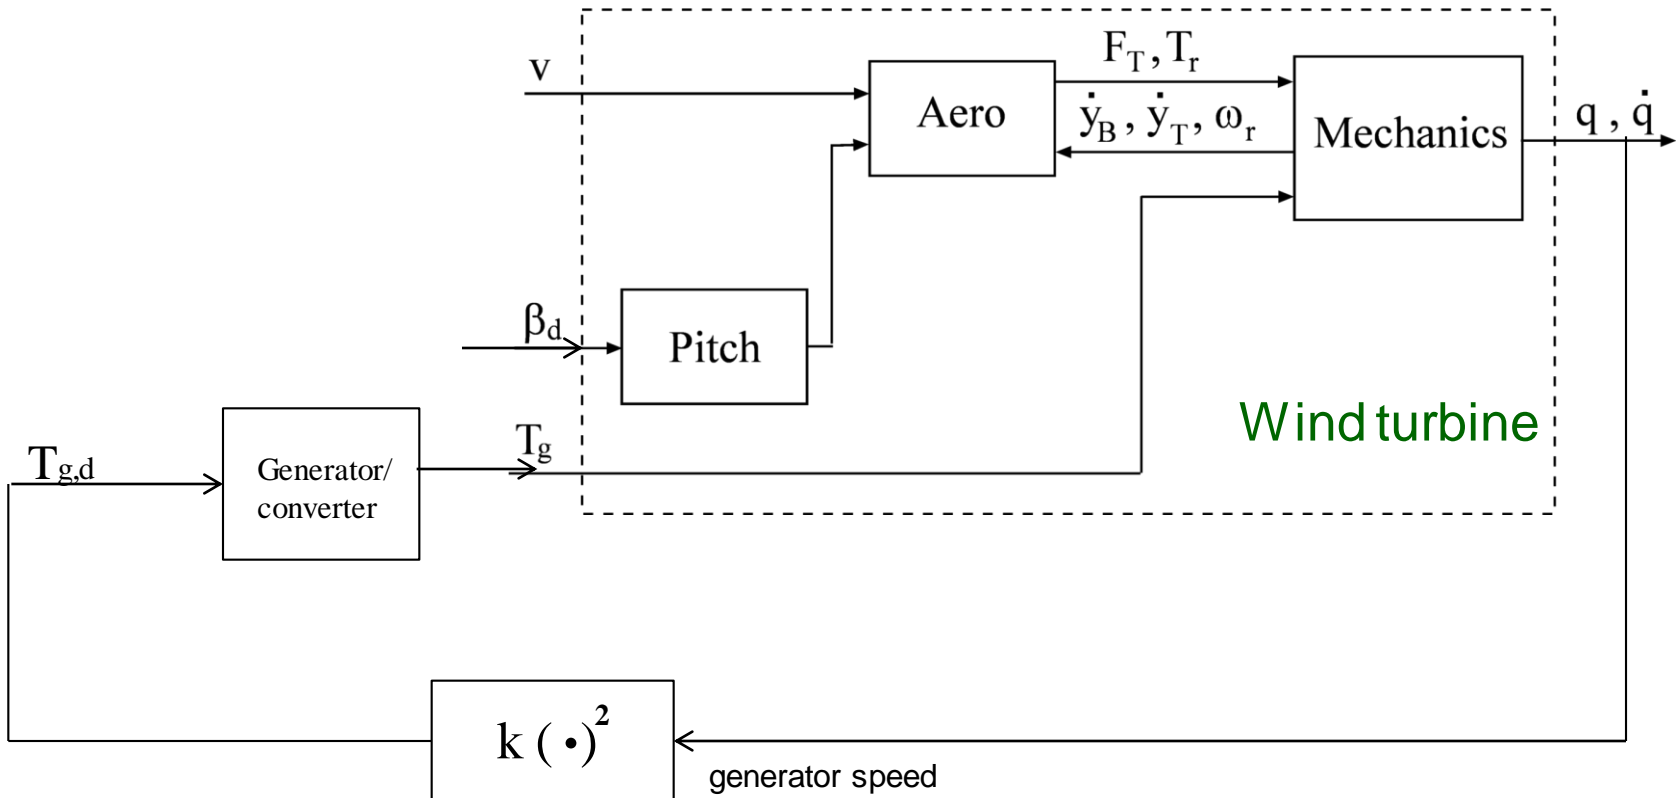 F_T, T_r
v
Aero
ẏ_B, ẏ_T, ω_r
Mechanics
q, q̇
β_d
Pitch
Wind turbine
T_g
T_g,d
Generator/
converter
k (•)²
generator speed